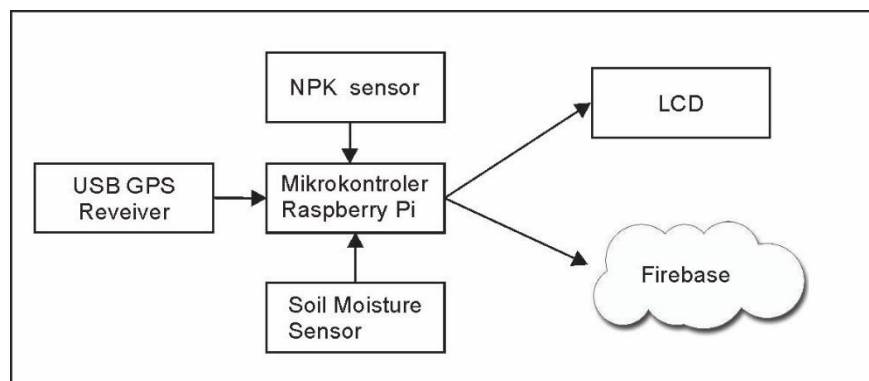 NPK sensor
LCD
USB GPS
Reveiver
Mikrokontroler
Raspberry Pi
Firebase
Soil Moisture
Sensor